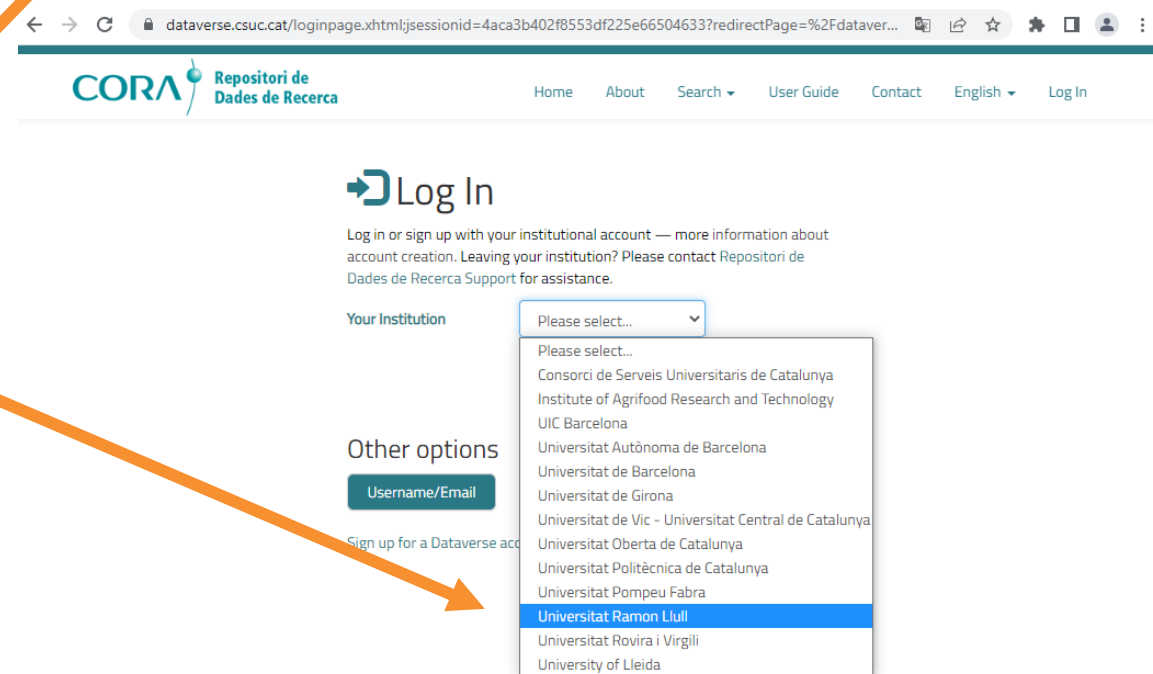 dataverse.csuc.cat/loginpage.xhtml;jsessionid=4aca3b402f8553df225e66504633?redirectPage=%2Fdataver...
CORA Repositori de
Dades de Recerca
Home About Search User Guide Contact English Log In
Log In
Log in or sign up with your institutional account — more information about
account creation. Leaving your institution? Please contact Repositori de
Dades de Recerca Support for assistance.
Your Institution Please select...
Please select...
Consorci de Serveis Universitaris de Catalunya
Institute of Agrifood Research and Technology
UIC Barcelona
Other options
Universitat Autònoma de Barcelona
Universitat de Barcelona
Username/Email
Universitat de Girona
Universitat de Vic - Universitat Central de Catalunya
Sign up for a Dataverse acc
Universitat Oberta de Catalunya
Universitat Politècnica de Catalunya
Universitat Pompeu Fabra
Universitat Ramon Llull
Universitat Rovira i Virgili
University of Lleida